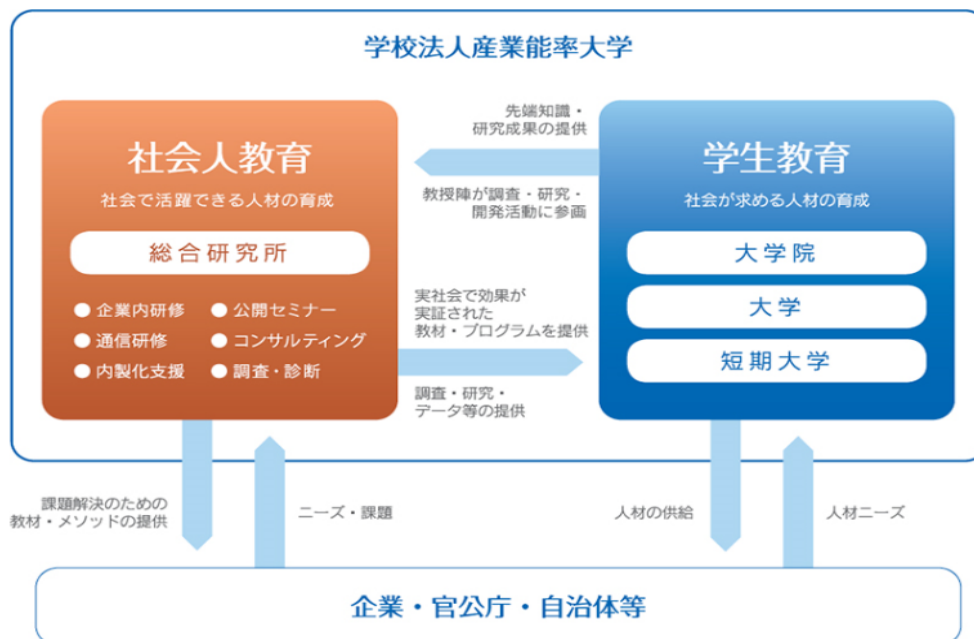 学校法人産業能率大学
社会人教育
社会で活躍できる人材の育成
総合研究所
● 企業内研修 ● 公開セミナー
● 通信研修 ● コンサルティング
● 内製化支援 ● 調査・診断
先端知識・
研究成果の提供
教授陣が調査・研究・
開発活動に参画
実社会で効果が
実証された
教材・プログラムを提供
調査・研究・
データ等の提供
学生教育
社会が求める人材の育成
大学院
大学
短期大学
課題解決のための
教材・メソッドの提供
ニーズ・課題
人材の供給
人材ニーズ
企業・官公庁・自治体等